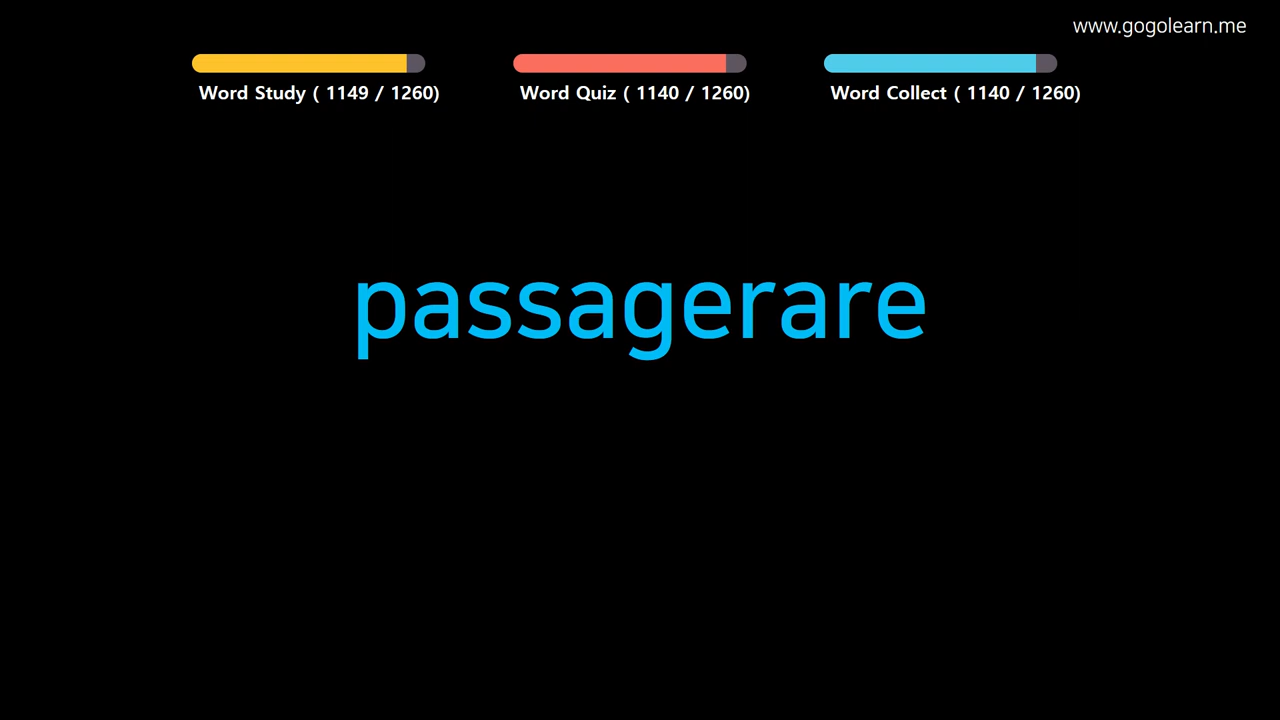 www.gogolearn.me
Word Study ( 1149 / 1260)
Word Quiz ( 1140 / 1260)
Word Collect ( 1140 / 1260)
passagerare